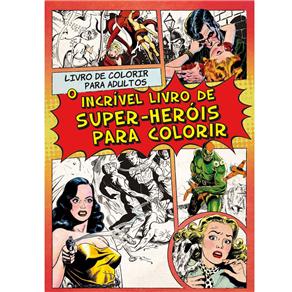 LIVRO DE COLORIR
PARA ADULTOS
O
INCRÍVEL LIVRO DE
SUPER-HERÓIS
PARA COLORIR